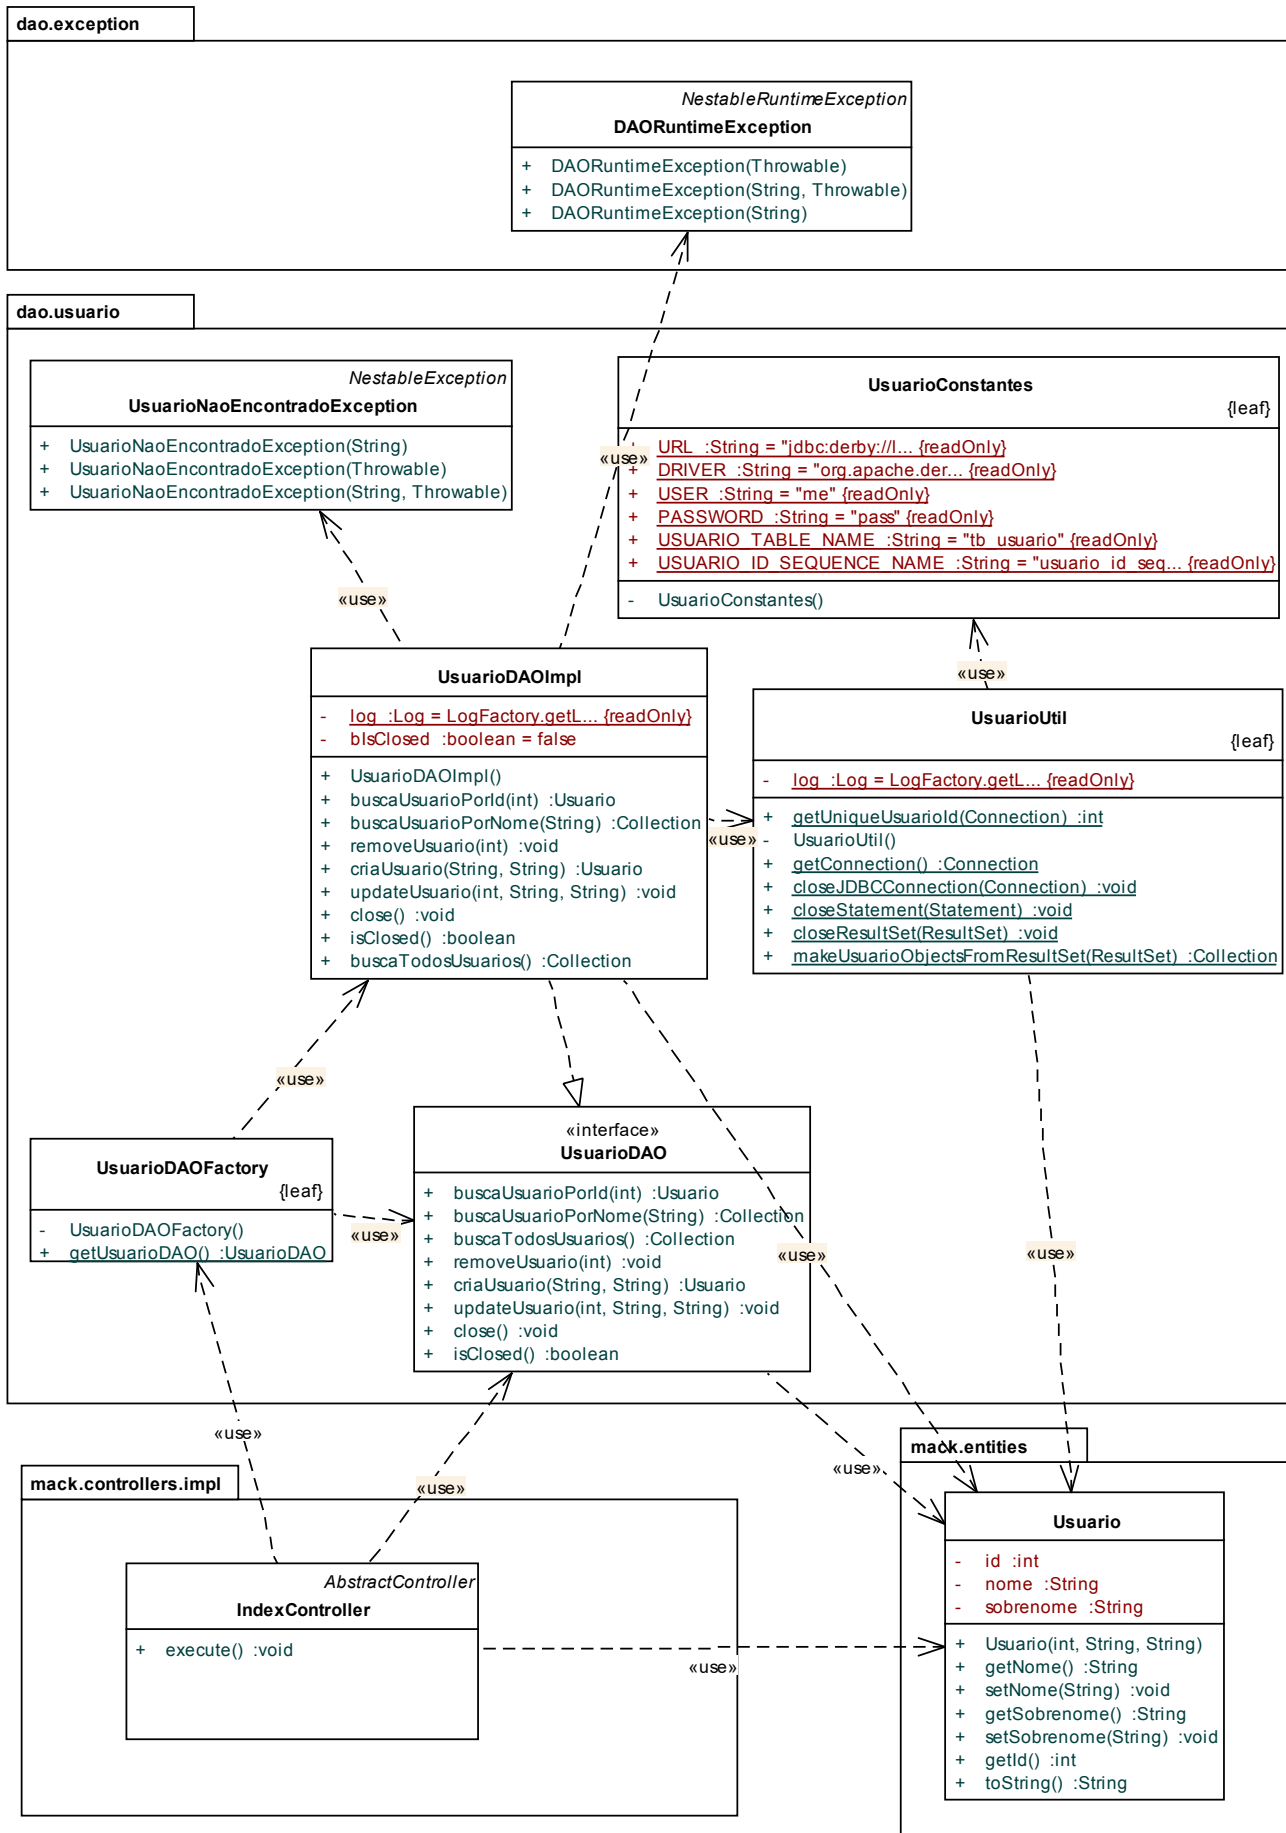 dao.exception
NestableRuntimeException
DAORuntimeException
+ DAORuntimeException(Throwable)
+ DAORuntimeException(String, Throwable)
+ DAORuntimeException(String)
dao.usuario
NestableException
UsuarioNaoEncontradoException
+ UsuarioNaoEncontradoException(String)
+ UsuarioNaoEncontradoException(Throwable)
+ UsuarioNaoEncontradoException(String, Throwable)
UsuarioConstantes
{leaf}
+ URL :String = "jdbc:derby://l... {readOnly}
+ DRIVER :String = "org.apache.der... {readOnly}
+ USER :String = "me" {readOnly}
+ PASSWORD :String = "pass" {readOnly}
+ USUARIO_TABLE_NAME :String = "tb_usuario" {readOnly}
+ USUARIO_ID_SEQUENCE_NAME :String = "usuario_id_seq... {readOnly}
- UsuarioConstantes()
«use»
«use»
«use»
UsuarioDAOImpl
- log :Log = LogFactory.getL... {readOnly}
- bIsClosed :boolean = false
+ UsuarioDAOImpl()
+ buscaUsuarioPorId(int) :Usuario
+ buscaUsuarioPorNome(String) :Collection
+ removeUsuario(int) :void
+ criaUsuario(String, String) :Usuario
+ updateUsuario(int, String, String) :void
+ close() :void
+ isClosed() :boolean
+ buscaTodosUsuarios() :Collection
«use»
UsuarioUtil
{leaf}
- log :Log = LogFactory.getL... {readOnly}
+ getUniqueUsuarioId(Connection) :int
- UsuarioUtil()
+ getConnection() :Connection
+ closeJDBCConnection(Connection) :void
+ closeStatement(Statement) :void
+ closeResultSet(ResultSet) :void
+ makeUsuarioObjectsFromResultSet(ResultSet) :Collection
«use»
UsuarioDAOFactory
{leaf}
- UsuarioDAOFactory()
+ getUsuarioDAO() :UsuarioDAO
«use»
«interface»
UsuarioDAO
+ buscaUsuarioPorId(int) :Usuario
+ buscaUsuarioPorNome(String) :Collection
+ buscaTodosUsuarios() :Collection
+ removeUsuario(int) :void
+ criaUsuario(String, String) :Usuario
+ updateUsuario(int, String, String) :void
+ close() :void
+ isClosed() :boolean
«use»
«use»
«use»
«use»
«use»
mack.controllers.impl
AbstractController
IndexController
+ execute() :void
«use»
mack.entities
Usuario
- id :int
- nome :String
- sobrenome :String
+ Usuario(int, String, String)
+ getNome() :String
+ setNome(String) :void
+ getSobrenome() :String
+ setSobrenome(String) :void
+ getId() :int
+ toString() :String